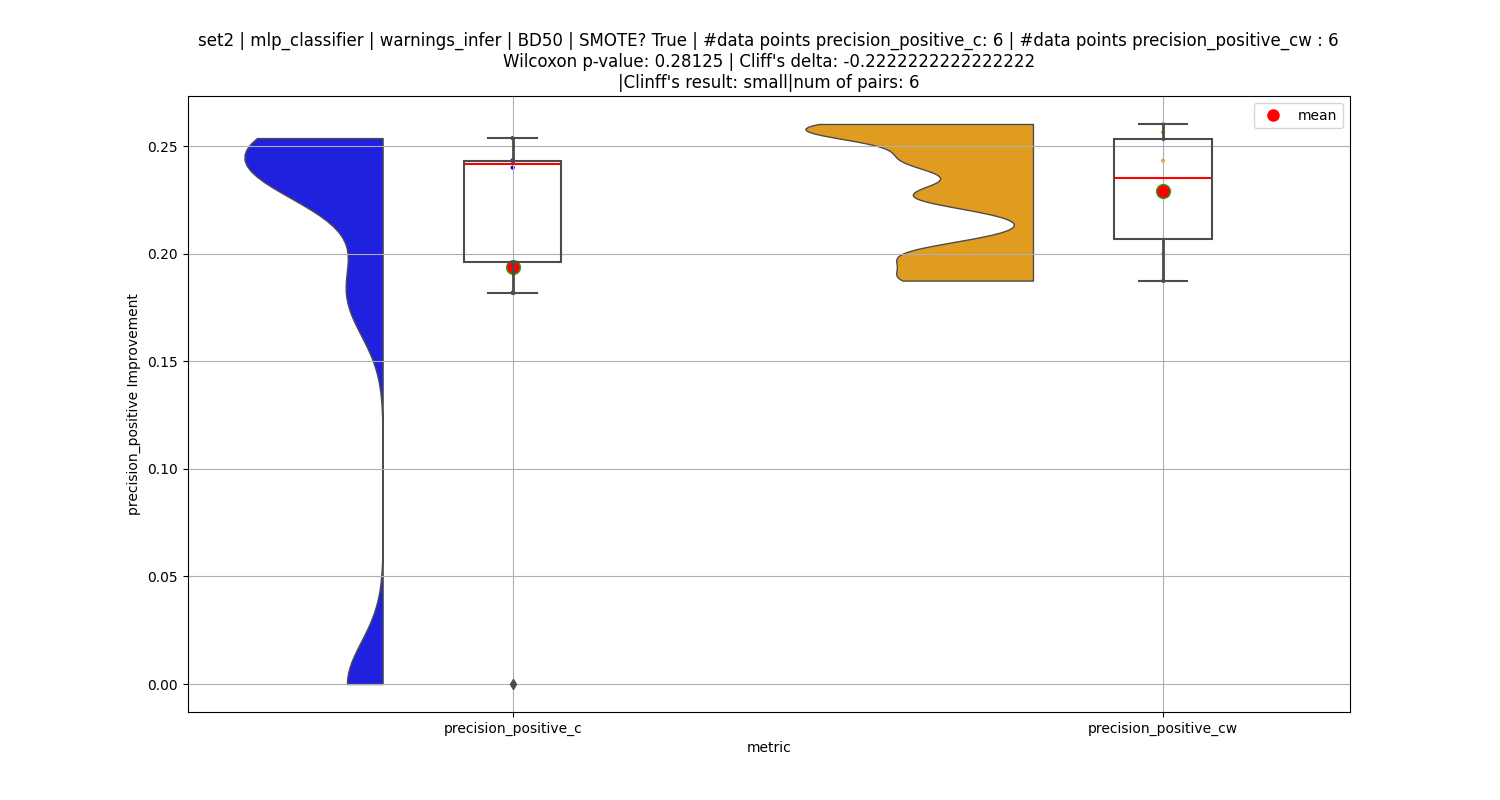 set2 | mlp_classifier | warnings_infer | BD50 | SMOTE? True | #data points precision_positive_c: 6 | #data points precision_positive_cw : 6
Wilcoxon p-value: 0.28125 | Cliff's delta: -0.2222222222222222
|Clinff's result: small|num of pairs: 6
mean
0.25
0.20
0.15
0.10
0.05
0.00
precision_positive Improvement
precision_positive_c
precision_positive_cw
metric